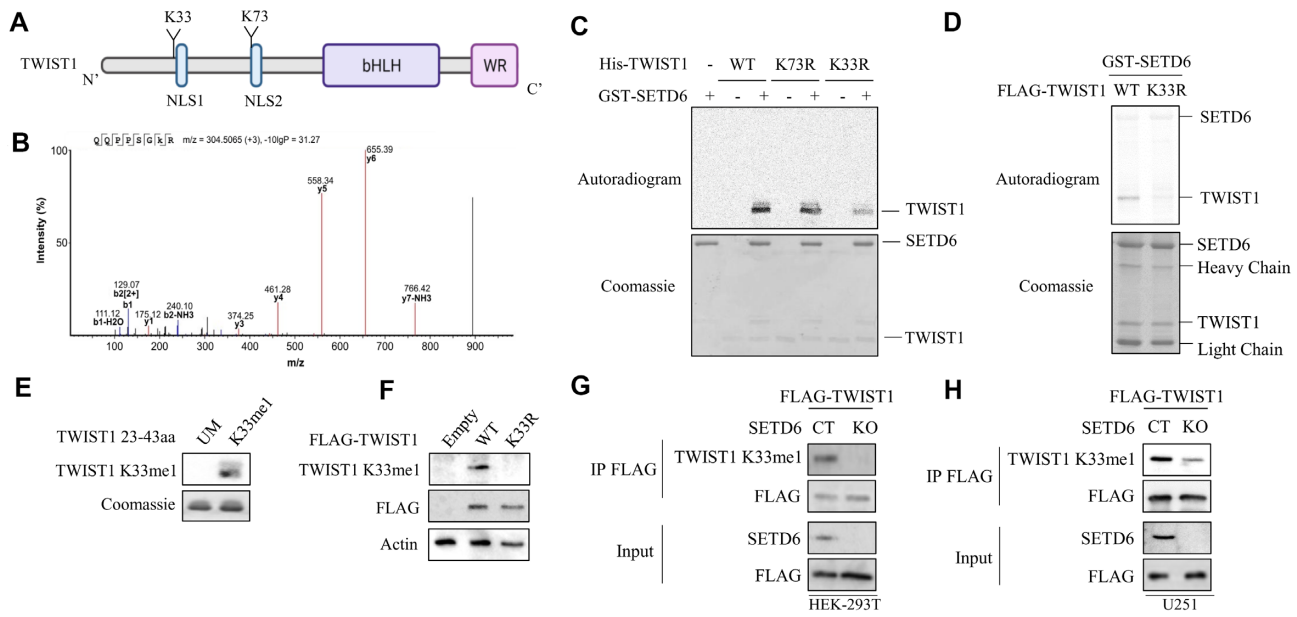 A
K33
K73
TWIST1
N'
bHLH
WR
C'
NLS1
NLS2
B
Q Q P P S G k R m/z = 304.5065 (+3), -10lgP = 31.27
Intensity (%)
100
50
655.39
y6
558.34
y5
129.07
b2[2+]
b1
111.12
b1-H2O
175.12
y1
240.10
b2-NH3
374.25
y3
461.28
y4
766.42
y7-NH3
100 200 300 400 500 600 700 800 900
m/z
C
His-TWIST1 - WT K73R K33R
GST-SETD6 + - + - + - +
Autoradiogram
TWIST1
SETD6
Coomassie
TWIST1
D
GST-SETD6
FLAG-TWIST1 WT K33R
SETD6
Autoradiogram
TWIST1
SETD6
Heavy Chain
Coomassie
TWIST1
Light Chain
E
TWIST1 23-43aa UM K33me1
TWIST1 K33me1
Coomassie
F
FLAG-TWIST1 Empty WT K33R
TWIST1 K33me1
FLAG
Actin
G
FLAG-TWIST1
SETD6 CT KO
IP FLAG
TWIST1 K33me1
FLAG
Input
SETD6
FLAG
HEK-293T
H
FLAG-TWIST1
SETD6 CT KO
IP FLAG
TWIST1 K33me1
FLAG
Input
SETD6
FLAG
U251